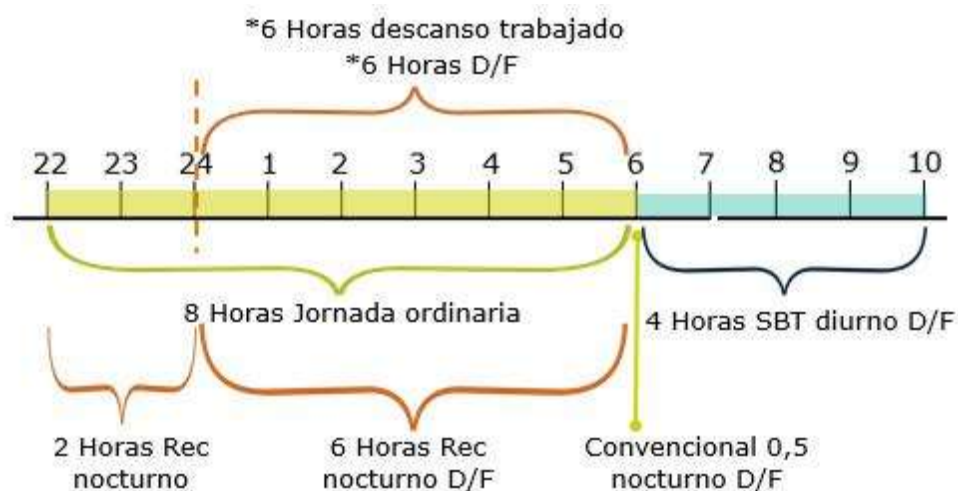 *6 Horas descanso trabajado
*6 Horas D/F
22 23 24 1 2 3 4 5 6 7 8 9 10
8 Horas Jornada ordinaria
4 Horas SBT diurno D/F
2 Horas Rec
nocturno
6 Horas Rec
nocturno D/F
Convencional 0,5
nocturno D/F